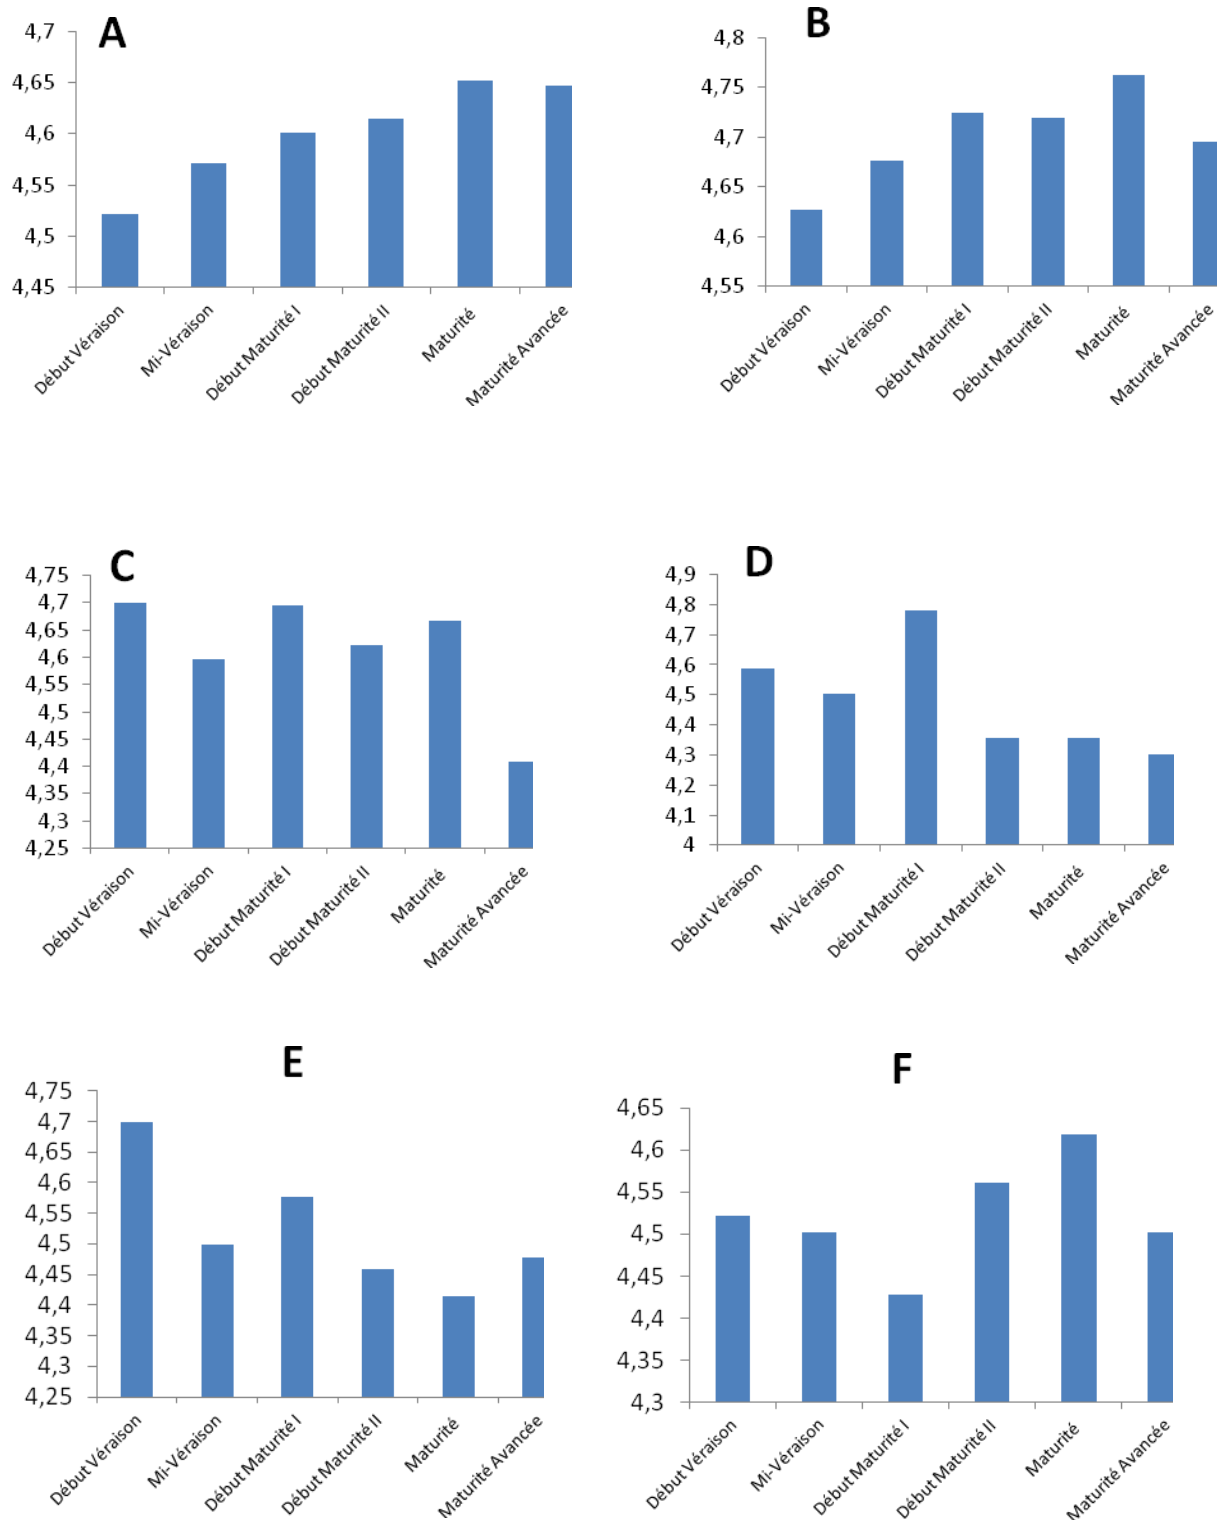 A
4,7
4,65
4,6
4,55
4,5
4,45
Début Véraison
Mi-Véraison
Début Maturité I
Début Maturité II
Maturité
Maturité Avancée
B
4,8
4,75
4,7
4,65
4,6
4,55
Début Véraison
Mi-Véraison
Début Maturité I
Début Maturité II
Maturité
Maturité Avancée
C
4,75
4,7
4,65
4,6
4,55
4,5
4,45
4,4
4,35
4,3
4,25
Début Véraison
Mi-Véraison
Début Maturité I
Début Maturité II
Maturité
Maturité Avancée
D
4,9
4,8
4,7
4,6
4,5
4,4
4,3
4,2
4,1
4
Début Véraison
Mi-Véraison
Début Maturité I
Début Maturité II
Maturité
Maturité Avancée
E
4,75
4,7
4,65
4,6
4,55
4,5
4,45
4,4
4,35
4,3
4,25
Début Véraison
Mi-Véraison
Début Maturité I
Début Maturité II
Maturité
Maturité Avancée
F
4,65
4,6
4,55
4,5
4,45
4,4
4,35
4,3
Début Véraison
Mi-Véraison
Début Maturité I
Début Maturité II
Maturité
Maturité Avancée